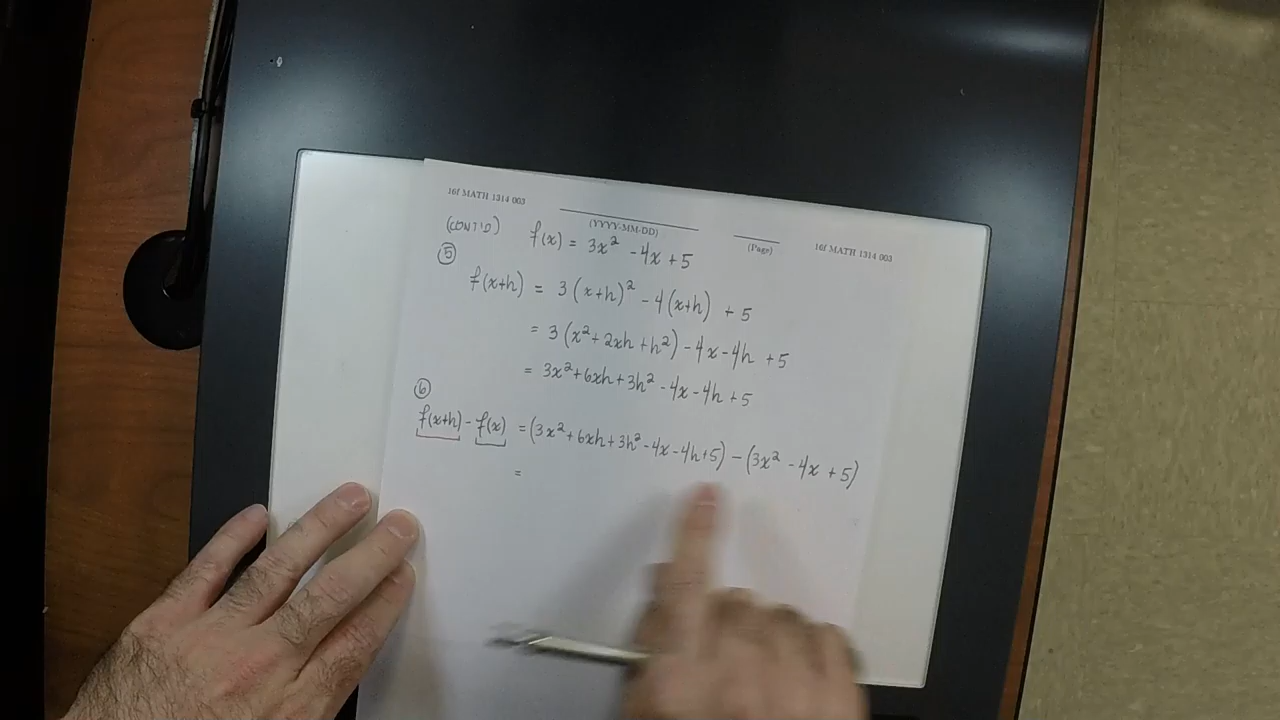 16f MATH 1314 003 (YYYY-MM-DD) (Page) 16f MATH 1314 003
(CONT'D) f(x) = 3x² - 4x + 5
⑤ f(x+h) = 3(x+h)² - 4(x+h) + 5
= 3(x² + 2xh + h²) - 4x - 4h + 5
= 3x² + 6xh + 3h² - 4x - 4h + 5
⑥
f(x+h) - f(x) = (3x² + 6xh + 3h² - 4x - 4h + 5) - (3x² - 4x + 5)
=